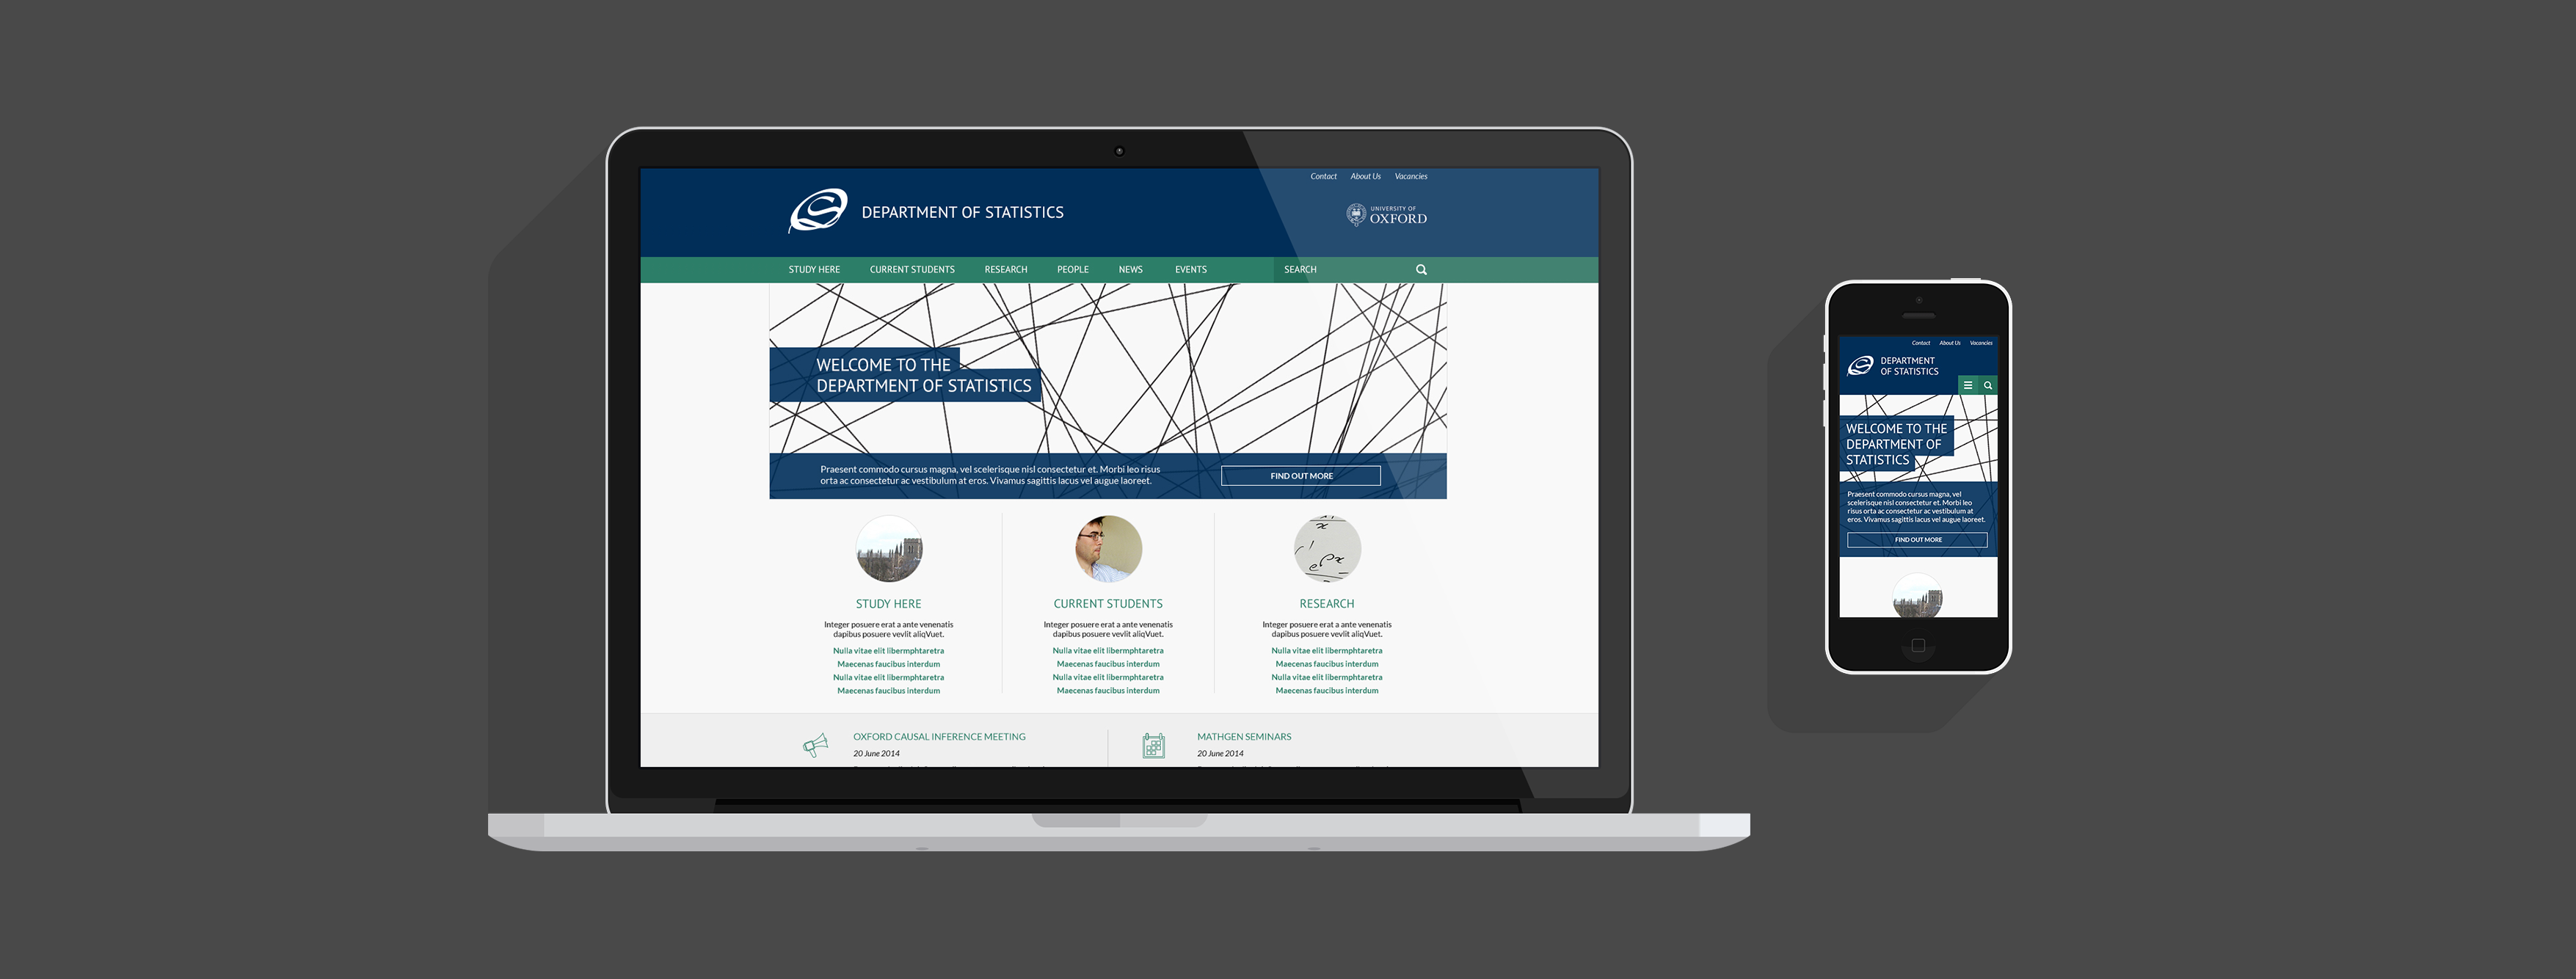 Contact About Us Vacancies
DEPARTMENT OF STATISTICS
UNIVERSITY OF
OXFORD
STUDY HERE CURRENT STUDENTS RESEARCH PEOPLE NEWS EVENTS SEARCH
WELCOME TO THE
DEPARTMENT OF STATISTICS
Praesent commodo cursus magna, vel scelerisque nisl consectetur et. Morbi leo risus
orta ac consectetur ac vestibulum at eros. Vivamus sagittis lacus vel augue laoreet.
FIND OUT MORE
STUDY HERE
Integer posuere erat a ante venenatis
dapibus posuere vevlit aliqVuet.
Nulla vitae elit libermphtaretra
Maecenas faucibus interdum
Nulla vitae elit libermphtaretra
Maecenas faucibus interdum
CURRENT STUDENTS
Integer posuere erat a ante venenatis
dapibus posuere vevlit aliqVuet.
Nulla vitae elit libermphtaretra
Maecenas faucibus interdum
Nulla vitae elit libermphtaretra
Maecenas faucibus interdum
RESEARCH
Integer posuere erat a ante venenatis
dapibus posuere vevlit aliqVuet.
Nulla vitae elit libermphtaretra
Maecenas faucibus interdum
Nulla vitae elit libermphtaretra
Maecenas faucibus interdum
OXFORD CAUSAL INFERENCE MEETING
20 June 2014
MATHGEN SEMINARS
20 June 2014
Contact About Us Vacancies
DEPARTMENT
OF STATISTICS
WELCOME TO THE
DEPARTMENT OF
STATISTICS
Praesent commodo cursus magna, vel
scelerisque nisl consectetur et. Morbi leo
risus orta ac consectetur ac vestibulum at
eros. Vivamus sagittis lacus vel augue laoreet.
FIND OUT MORE